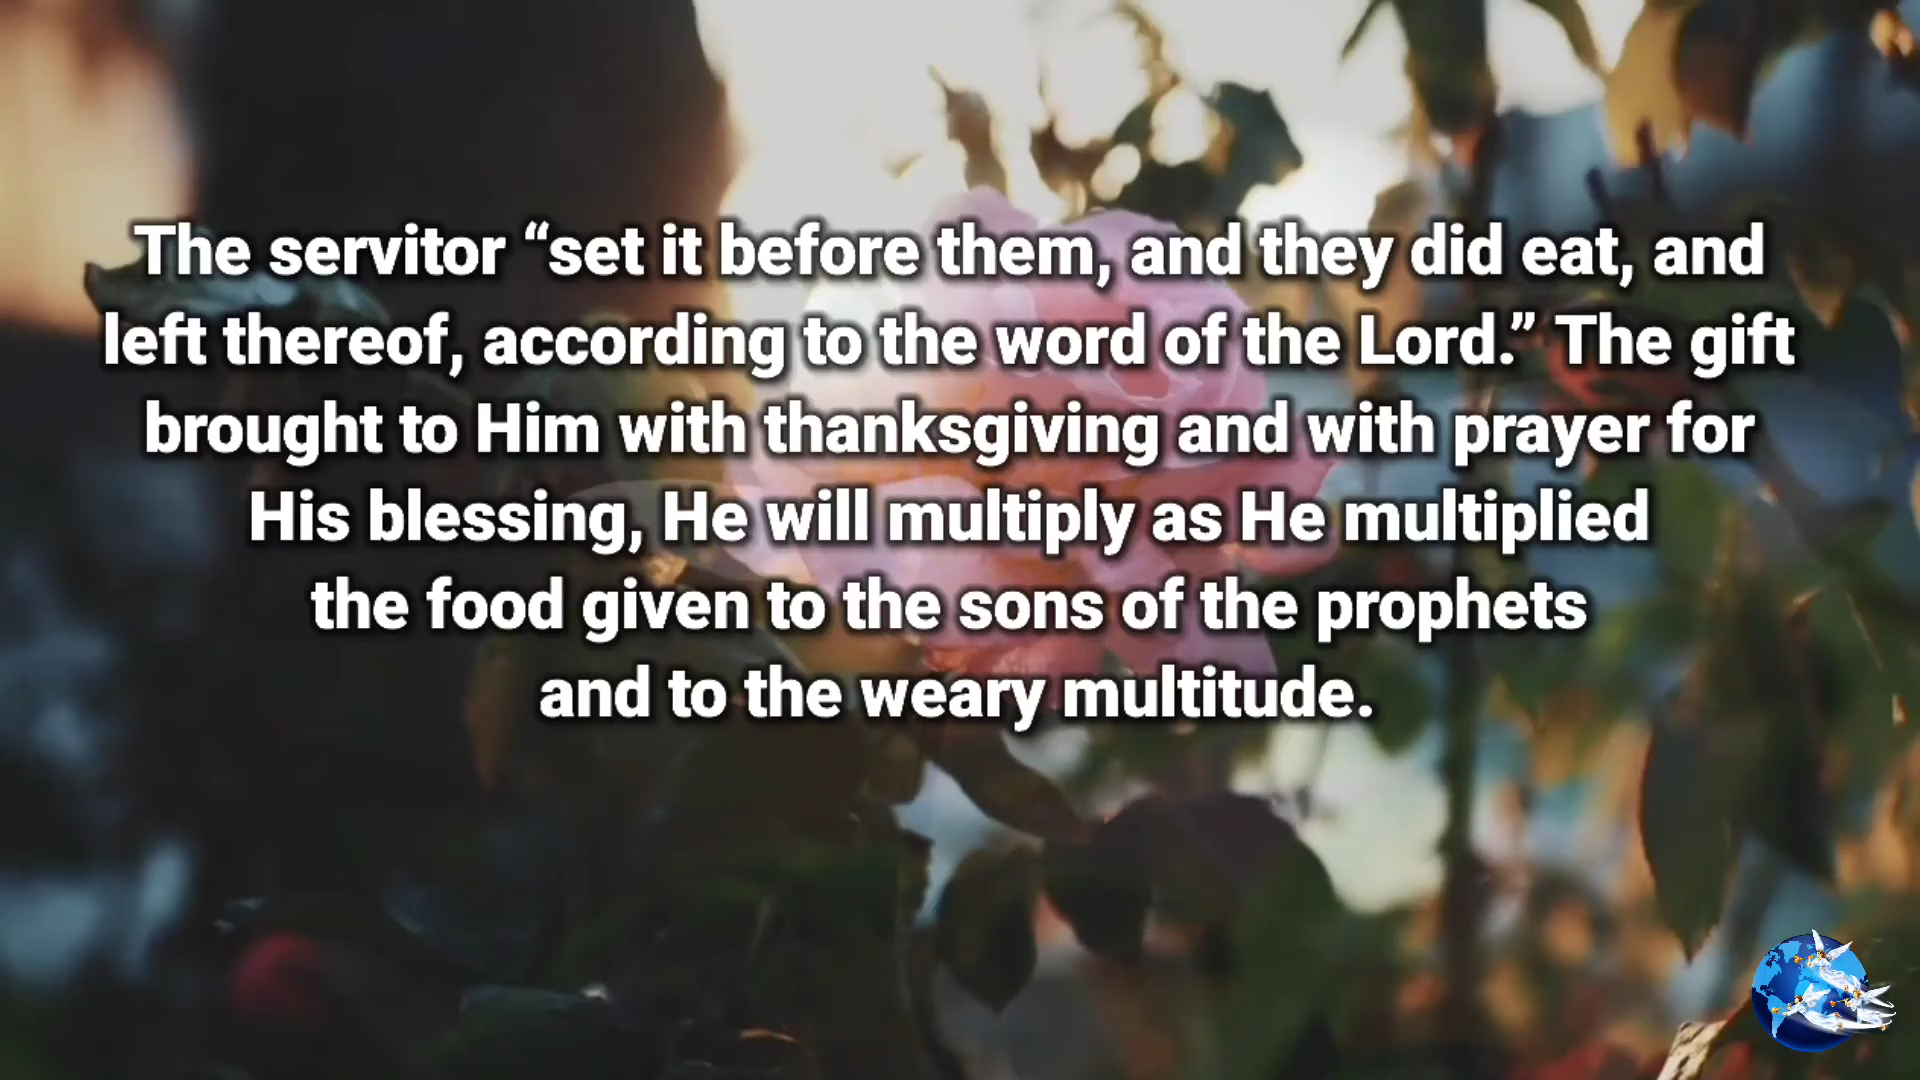 The servitor “set it before them, and they did eat, and
left thereof, according to the word of the Lord.” The gift
brought to Him with thanksgiving and with prayer for
His blessing, He will multiply as He multiplied
the food given to the sons of the prophets
and to the weary multitude.